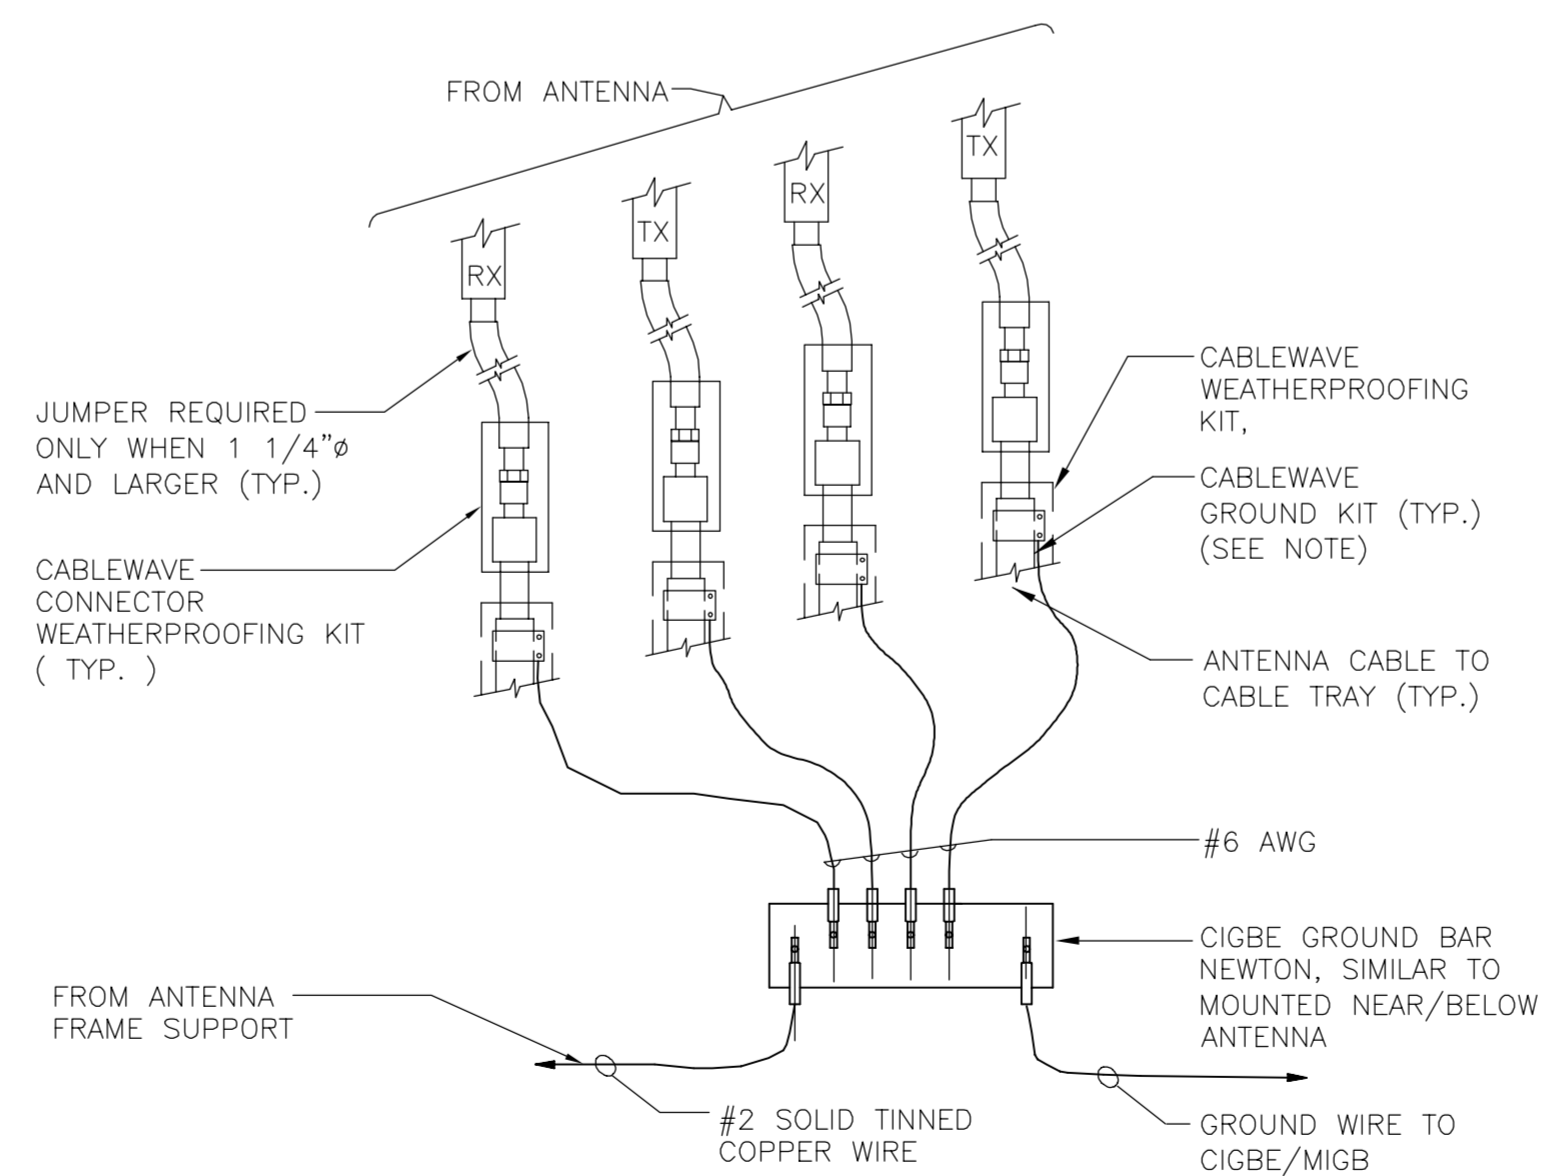 FROM ANTENNA
TX
RX
TX
RX
JUMPER REQUIRED
ONLY WHEN 1 1/4"ø
AND LARGER (TYP.)
CABLEWAVE
CONNECTOR
WEATHERPROOFING KIT
( TYP. )
CABLEWAVE
WEATHERPROOFING
KIT,
CABLEWAVE
GROUND KIT (TYP.)
(SEE NOTE)
ANTENNA CABLE TO
CABLE TRAY (TYP.)
#6 AWG
CIGBE GROUND BAR
NEWTON, SIMILAR TO
MOUNTED NEAR/BELOW
ANTENNA
FROM ANTENNA
FRAME SUPPORT
#2 SOLID TINNED
COPPER WIRE
GROUND WIRE TO
CIGBE/MIGB